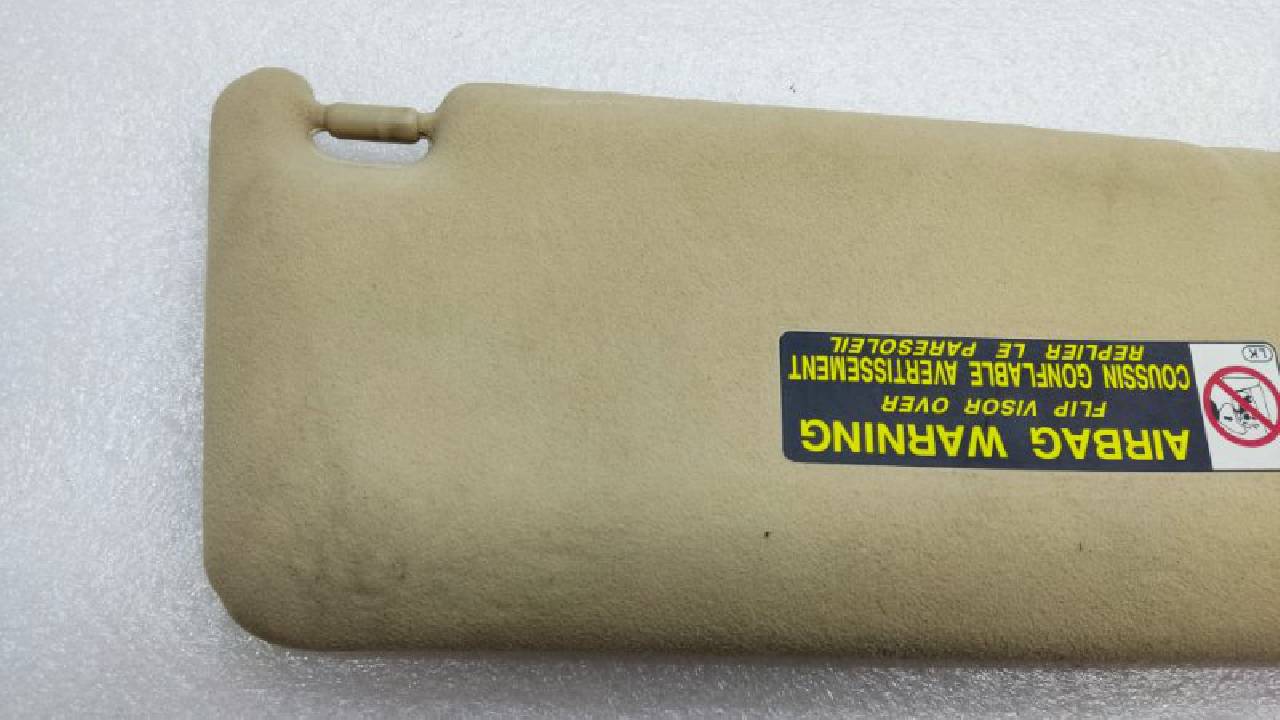 AIRBAG WARNING
FLIP VISOR OVER
COUSSIN GONFLABLE AVERTISSEMENT
REPLIER LE PARESOLEIL
LK